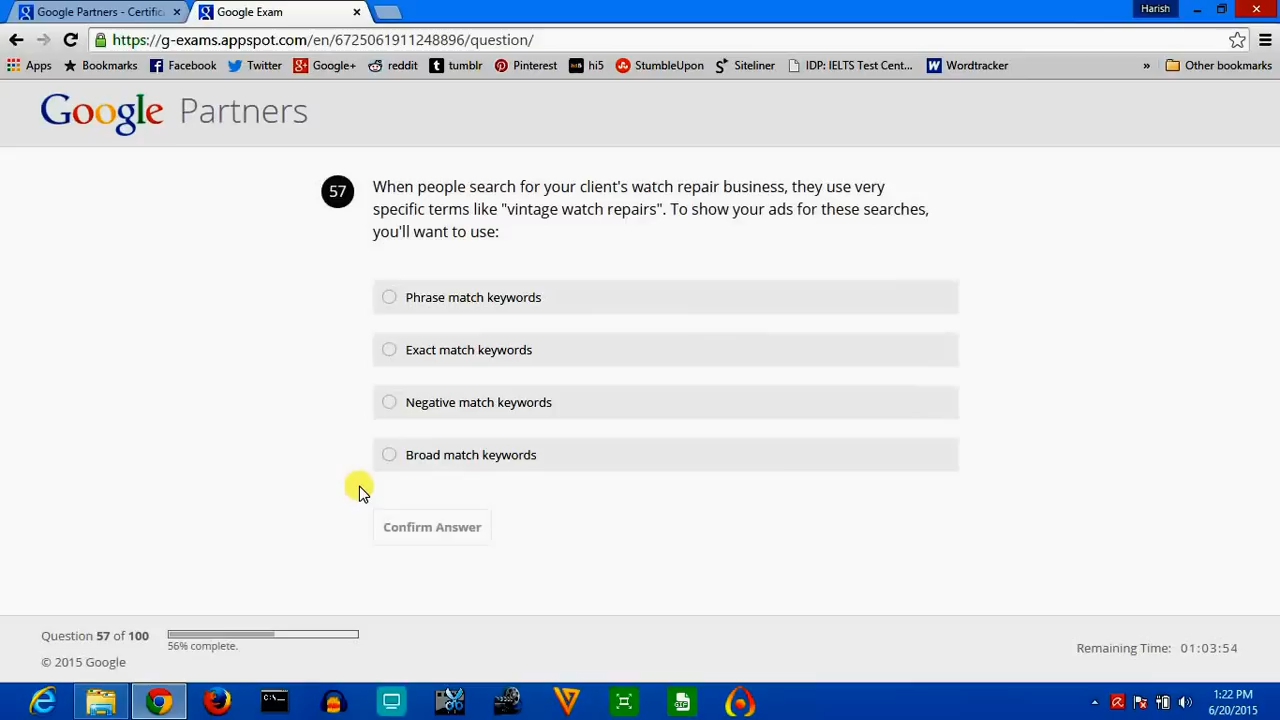 Google Partners - Certific
Google Exam
Harish
https://g-exams.appspot.com/en/6725061911248896/question/
Apps
Bookmarks
Facebook
Twitter
Google+
reddit
tumblr
Pinterest
hi5
StumbleUpon
Siteliner
IDP: IELTS Test Cent...
Wordtracker
»
Other bookmarks
Google Partners
57
When people search for your client's watch repair business, they use very
specific terms like "vintage watch repairs". To show your ads for these searches,
you'll want to use:
Phrase match keywords
Exact match keywords
Negative match keywords
Broad match keywords
Confirm Answer
Question 57 of 100
56% complete.
© 2015 Google
Remaining Time: 01:03:54
1:22 PM
6/20/2015